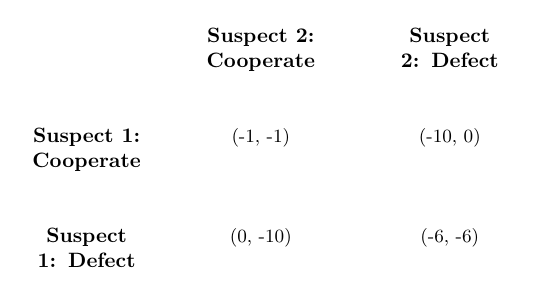 Suspect 2:
Cooperate
Suspect
2: Defect
Suspect 1:
Cooperate
(-1, -1)
(-10, 0)
Suspect
1: Defect
(0, -10)
(-6, -6)